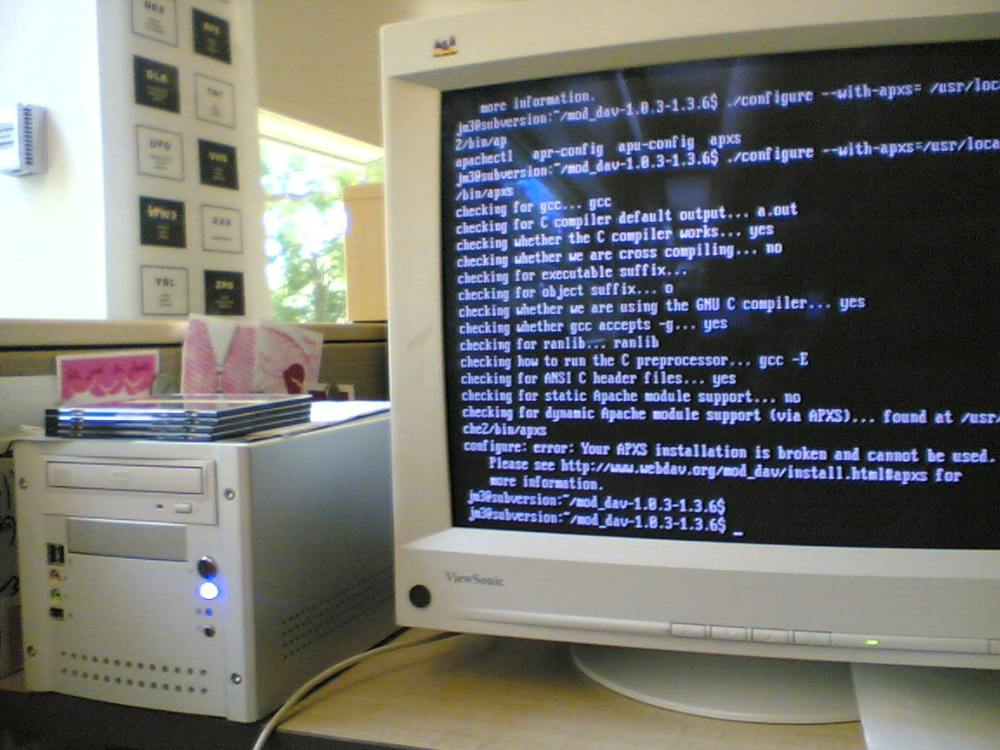 TNT
UPS
XXX
VSL
ZPG
more information.
jm3@subversion:~/mod_dav-1.0.3-1.3.6$ ./configure --with-apxs= /usr/loc
2/bin/ap
apachectl apr-config apu-config apxs
jm3@subversion:~/mod_dav-1.0.3-1.3.6$ ./configure --with-apxs=/usr/loca
/bin/apxs
checking for gcc... gcc
checking for C compiler default output... a.out
checking whether the C compiler works... yes
checking whether we are cross compiling... no
checking for executable suffix...
checking for object suffix... o
checking whether we are using the GNU C compiler... yes
checking whether gcc accepts -g... yes
checking for ranlib... ranlib
checking how to run the C preprocessor... gcc -E
checking for ANSI C header files... yes
checking for static Apache module support... no
checking for dynamic Apache module support (via APXS)... found at /usr/
che2/bin/apxs
configure: error: Your APXS installation is broken and cannot be used.
Please see http://www.webdav.org/mod_dav/install.html#apxs for
more information.
jm3@subversion:~/mod_dav-1.0.3-1.3.6$
jm3@subversion:~/mod_dav-1.0.3-1.3.6$ _
ViewSonic